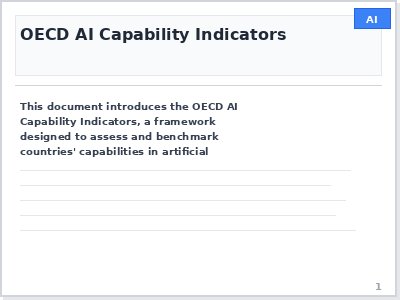 AI
OECD AI Capability Indicators
This document introduces the OECD AI
Capability Indicators, a framework
designed to assess and benchmark
countries' capabilities in artificial
1